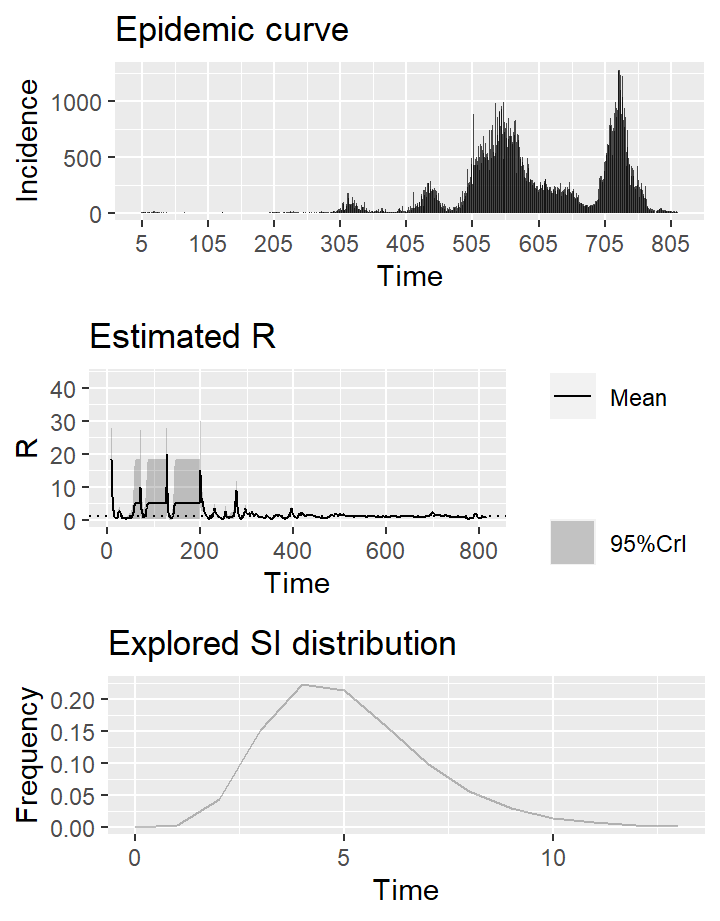 Epidemic curve
Incidence
1000
500
0
5 105 205 305 405 505 605 705 805
Time
Estimated R
R
40
30
20
10
0
0 200 400 600 800
Time
Mean
95%CrI
Explored SI distribution
Frequency
0.20
0.15
0.10
0.05
0.00
0 5 10
Time